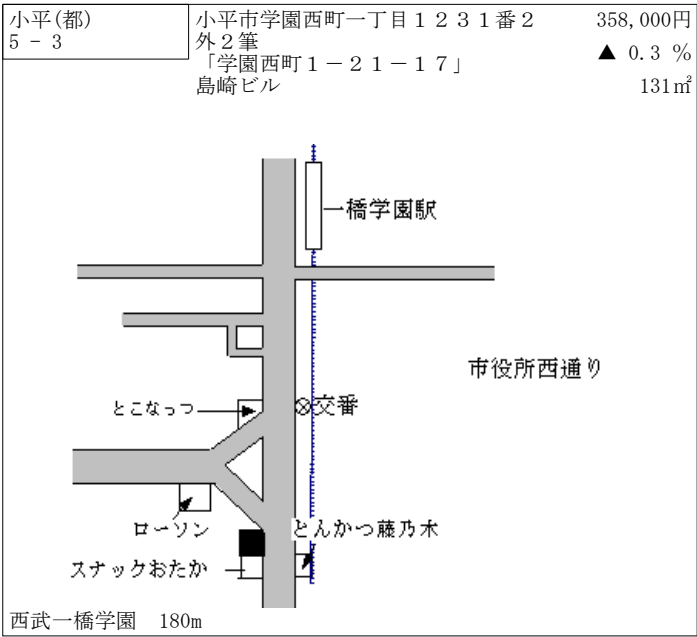 小平(都)
5 - 3
小平市学園西町一丁目１２３１番２
外２筆
「学園西町１－２１－１７」
島崎ビル
358,000円
▲ 0.3 %
131㎡
一橋学園駅
市役所西通り
とこなっつ
交番
ローソン
とんかつ藤乃木
スナックおたか
西武一橋学園 180m